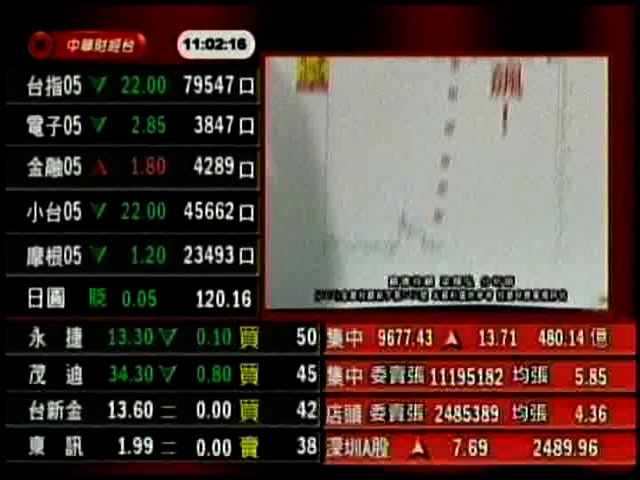 中華財經台 11:02:16
台指05 ▽ 22.00 79547口
電子05 ▽ 2.85 3847口
金融05 △ 1.80 4289口
小台05 ▽ 22.00 45662口
摩根05 ▽ 1.20 23493口
日圓 貶 0.05 120.16
永捷 13.30 ▽ 0.10 買 50
茂迪 34.30 ▽ 0.80 買 45
台新金 13.60 二 0.00 買 42
東訊 1.99 二 0.00 賣 38
飆!
集中 9677.43 ▲ 13.71 480.14億
集中 委賣張 11195182 均張 5.85
店頭 委賣張 2485389 均張 4.36
深圳A股 ▲ 7.69 2489.96